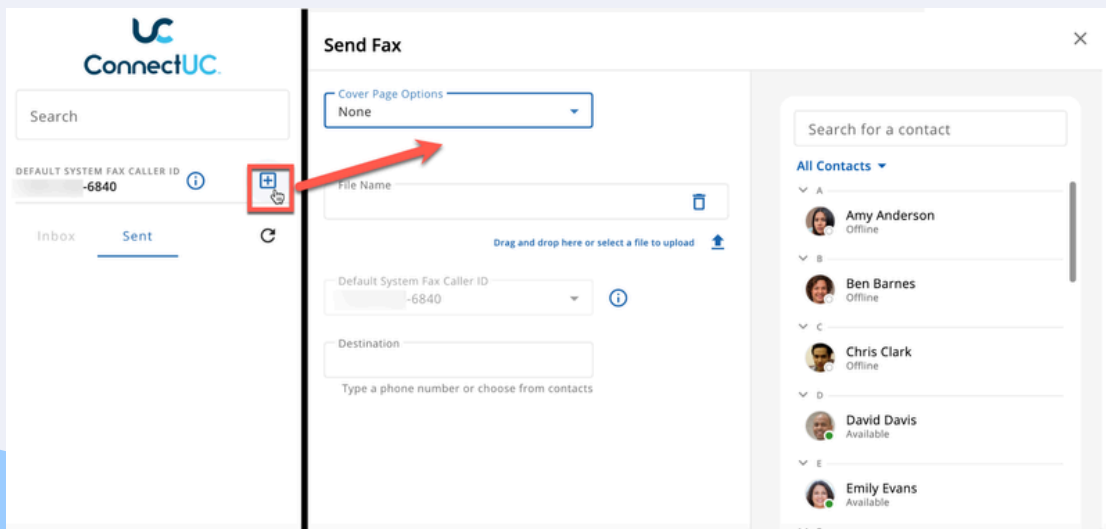 UC
ConnectUC
Search
DEFAULT SYSTEM FAX CALLER ID
-6840
Inbox
Sent
Send Fax
Cover Page Options
None
File Name
Drag and drop here or select a file to upload
Default System Fax Caller ID
-6840
Destination
Type a phone number or choose from contacts
Search for a contact
All Contacts
A
Amy Anderson
Offline
B
Ben Barnes
Offline
C
Chris Clark
Offline
D
David Davis
Available
E
Emily Evans
Available